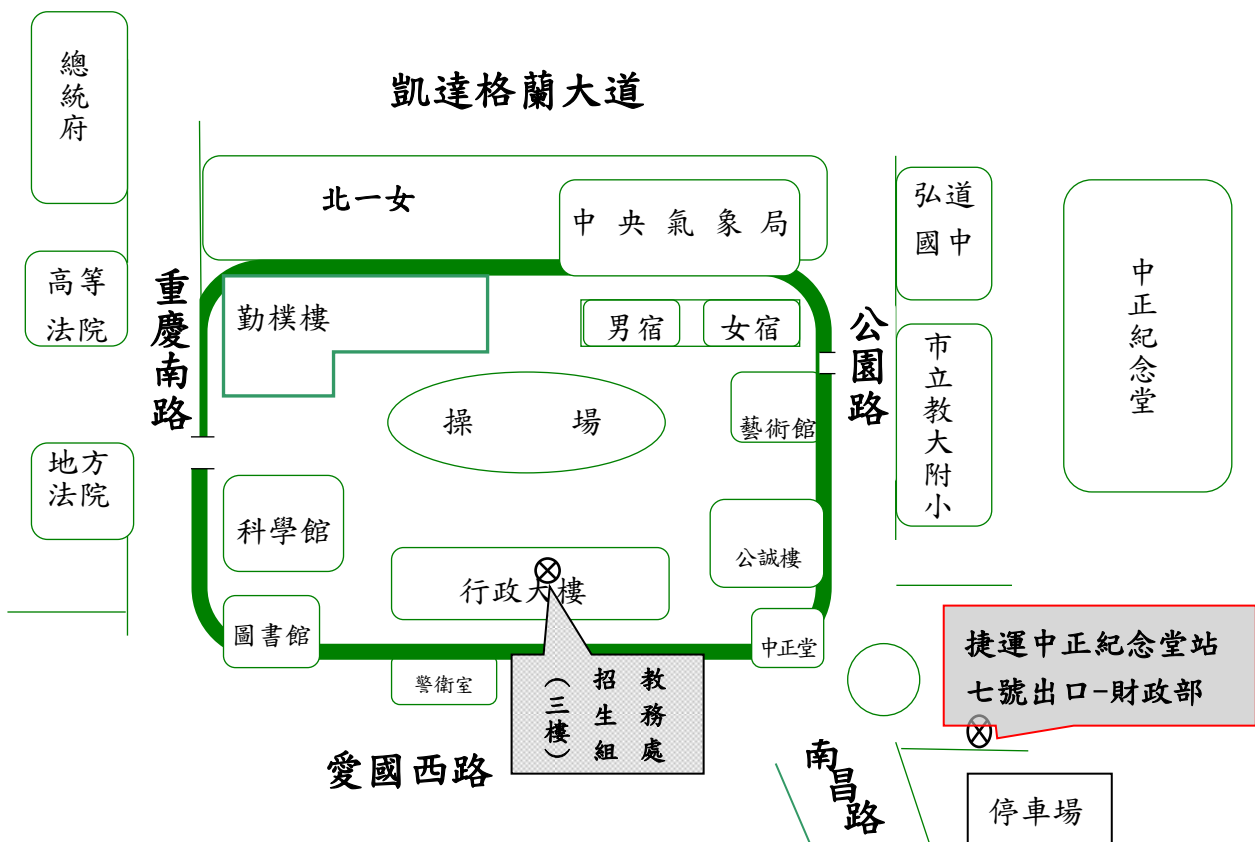 總統府
凱達格蘭大道
北一女
中央氣象局
弘道
國中
中正紀念堂
高等
法院
重慶南路
勤樸樓
男宿
女宿
公園路
市立教大附小
操場
藝術館
地方
法院
科學館
公誠樓
行政大樓
圖書館
中正堂
警衛室
教務處
招生組
（三樓）
捷運中正紀念堂站
七號出口-財政部
愛國西路
南昌路
停車場